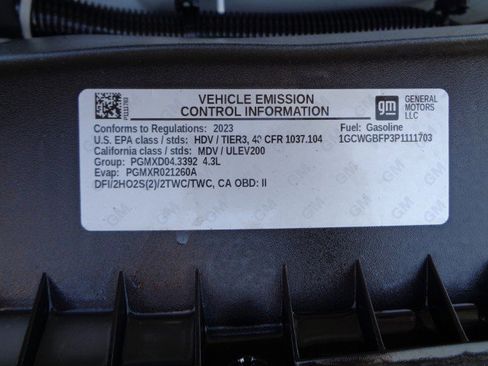 P1111703
VEHICLE EMISSION
CONTROL INFORMATION
gm
GENERAL
MOTORS
LLC
Conforms to Regulations: 2023
Fuel: Gasoline
U.S. EPA class / stds: HDV / TIER3, 40 CFR 1037.104
1GCWGBFP3P1111703
California class / stds: MDV / ULEV200
Group: PGMXD04.3392 4.3L
Evap: PGMXR021260A
DFI/2HO2S(2)/2TWC/TWC, CA OBD: II